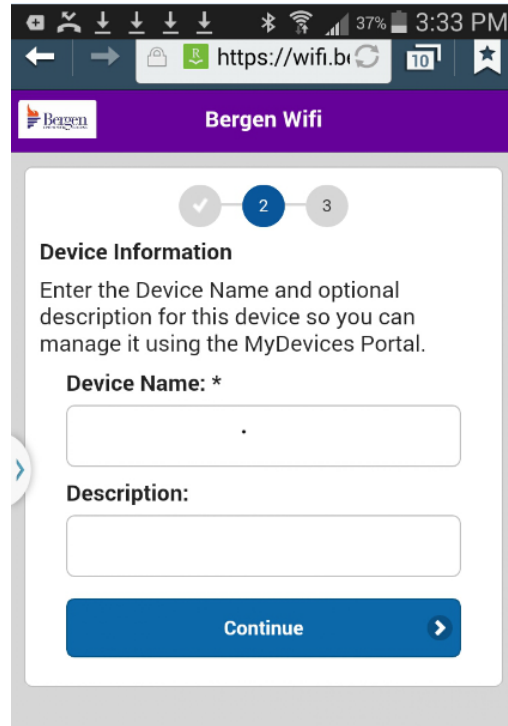 37% 3:33 PM
R https://wifi.be 10
Bergen
Bergen Wifi
2 3
Device Information
Enter the Device Name and optional
description for this device so you can
manage it using the MyDevices Portal.
Device Name: *
.
Description:
Continue